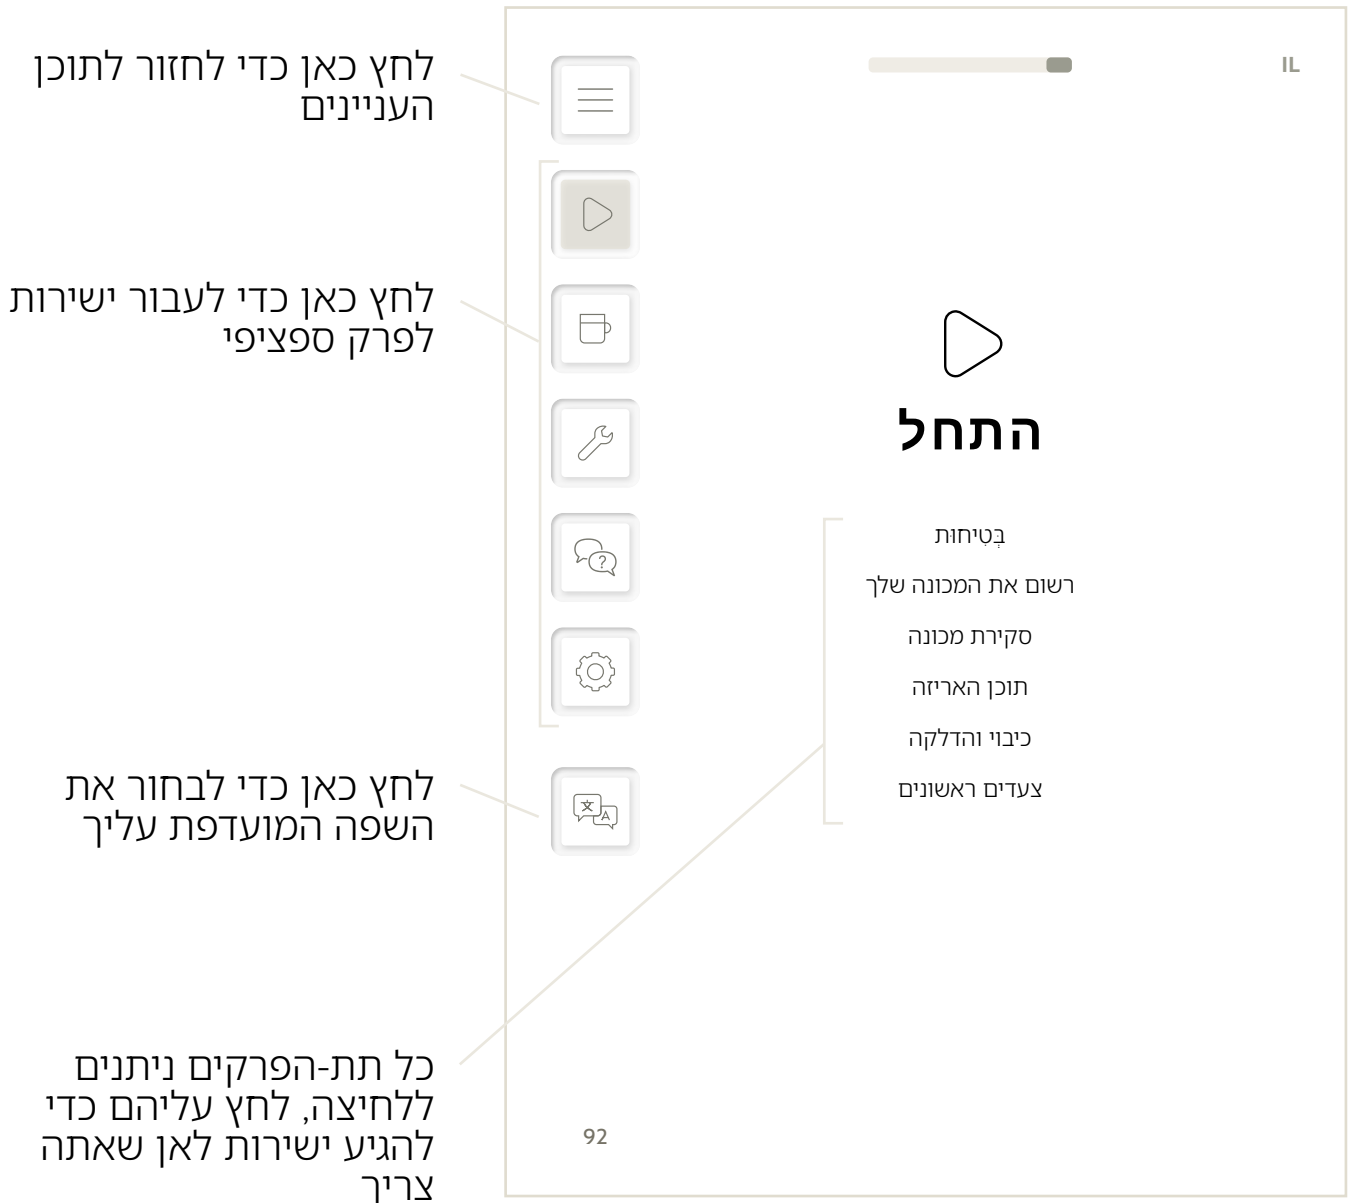 IL
לחץ כאן כדי לחזור לתוכן
העניינים
לחץ כאן כדי לעבור ישירות
לפרק ספציפי
התחל
בְּטִיחוּת
רשום את המכונה שלך
סקירת מכונה
תוכן האריזה
כיבוי והדלקה
צעדים ראשונים
לחץ כאן כדי לבחור את
השפה המועדפת עליך
文
A
?
כל תת-הפרקים ניתנים
ללחיצה, לחץ עליהם כדי
להגיע ישירות לאן שאתה
צריך
92